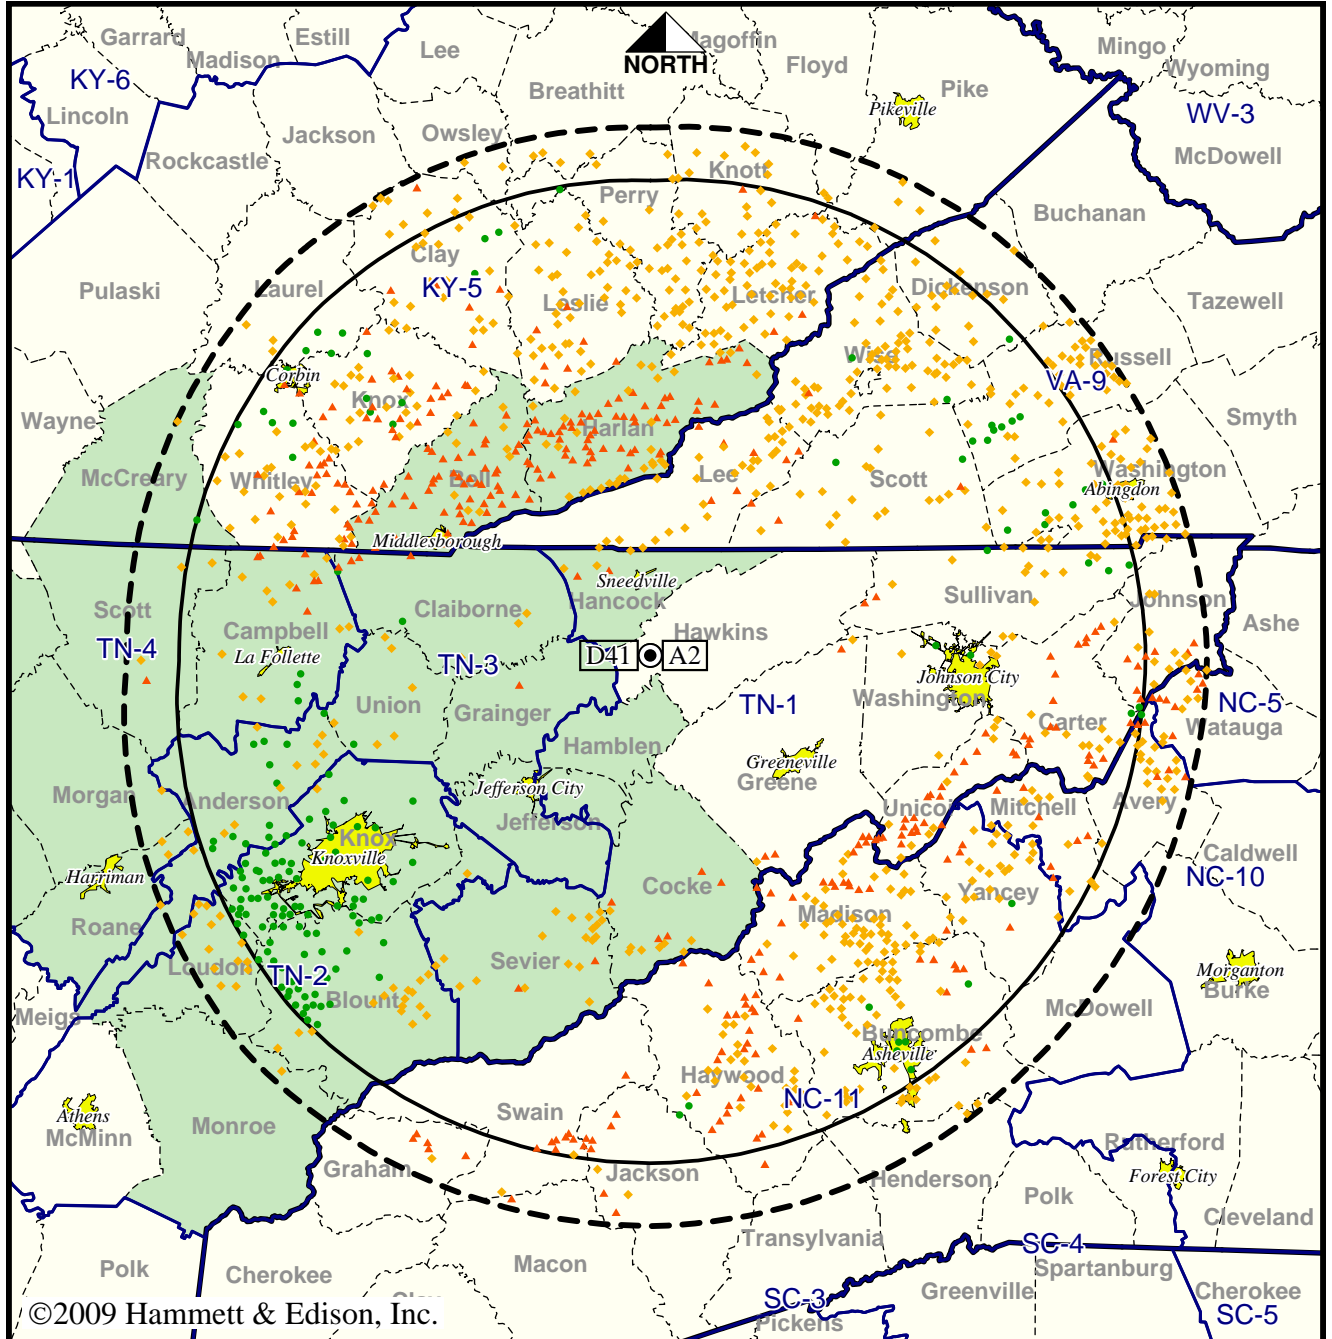 Garrard
Estill
Lee
Magoffin
Mingo
Madison
KY-6
NORTH
Floyd
Wyoming
Breathitt
Pike
Lincoln
Pikeville
WV-3
Owsley
Jackson
Rockcastle
McDowell
KY-1
Knott
Perry
Buchanan
Clay
Pulaski
Laurel
KY-5
Leslie
Letcher
Dickenson
Tazewell
Wise
Russell
Corbin
VA-9
Knox
Wayne
Harlan
Smyth
McCreary
Whitley
Bell
Lee
Scott
Washington
Abingdon
Middlesborough
Sneedville
Scott
Claiborne
Hancock
Sullivan
Johnson
Campbell
Hawkins
Ashe
TN-4
La Follette
TN-3
D41
A2
Johnson City
Union
Grainger
TN-1
Washington
NC-5
Carter
Watauga
Hamblen
Greeneville
Greene
Jefferson City
Morgan
Anderson
Unicoi
Mitchell
Avery
Jefferson
Knox
Knoxville
Caldwell
Harriman
Cocke
NC-10
Yancey
Madison
Roane
Loudon
TN-2
Sevier
Morganton
Burke
Blount
Meigs
McDowell
Buncombe
Asheville
Haywood
NC-11
Athens
McMinn
Swain
Monroe
Rutherford
Graham
Jackson
Henderson
Forest City
Polk
Cleveland
Transylvania
SC-4
Polk
Cherokee
Macon
Spartanburg
Greenville
Cherokee
SC-3
SC-5
©2009 Hammett & Edison, Inc.
Pickens